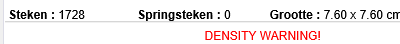 Steken : 1728 Springsteken : 0 Grootte : 7.60 x 7.60 cm
DENSITY WARNING!